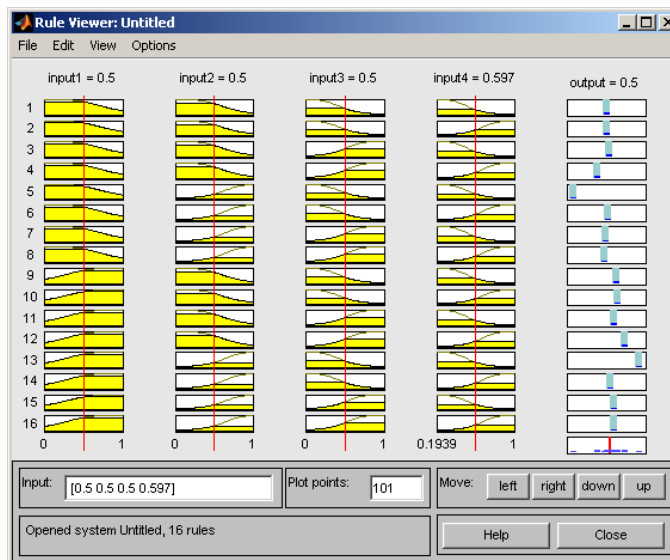 Rule Viewer: Untitled
File Edit View Options
input1 = 0.5 input2 = 0.5 input3 = 0.5 input4 = 0.597 output = 0.5
1
2
3
4
5
6
7
8
9
10
11
12
13
14
15
16
0 1 0 1 0 1 0.1939 1
Input: [0.5 0.5 0.5 0.597] Plot points: 101 Move: left right down up
Opened system Untitled, 16 rules Help Close